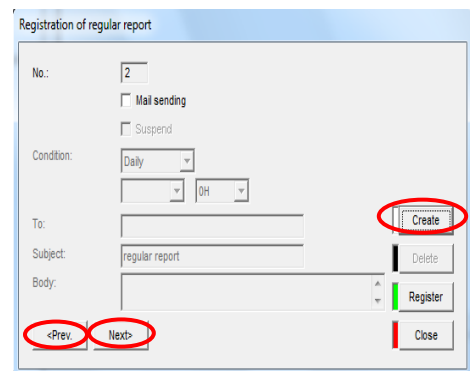 Registration of regular report
No.: 2
Mail sending
Suspend
Condition: Daily
0H
Create
To:
Subject: regular report
Delete
Body:
Register
<Prev. Next> Close